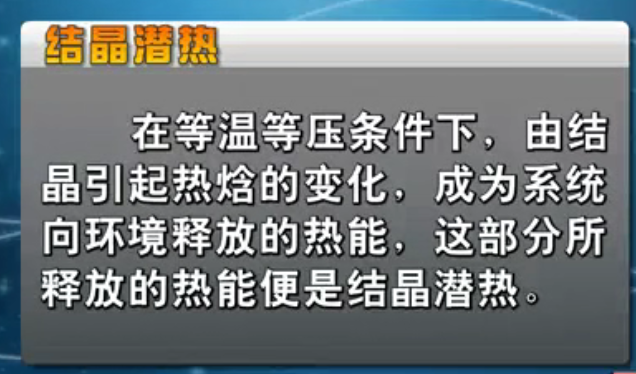 结晶潜热
在等温等压条件下，由结
晶引起热焓的变化，成为系统
向环境释放的热能，这部分所
释放的热能便是结晶潜热。